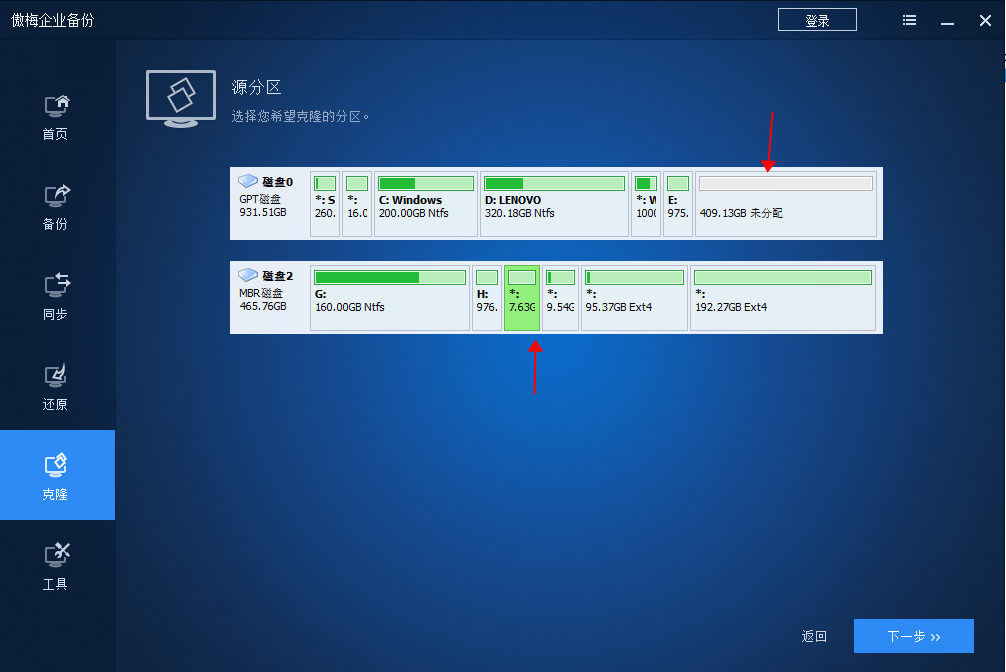 傲梅企业备份
登录
首页
备份
同步
还原
克隆
工具
源分区
选择您希望克隆的分区。
磁盘0
GPT磁盘
931.51GB
*: S
260.
*:
16.0
C: Windows
200.00GB Ntfs
D: LENOVO
320.18GB Ntfs
*: W
1000
E:
975.
409.13GB 未分配
磁盘2
MBR磁盘
465.76GB
G:
160.00GB Ntfs
H:
976.
*:
7.63G
*:
9.54G
*:
95.37GB Ext4
*:
192.27GB Ext4
返回
下一步 >>